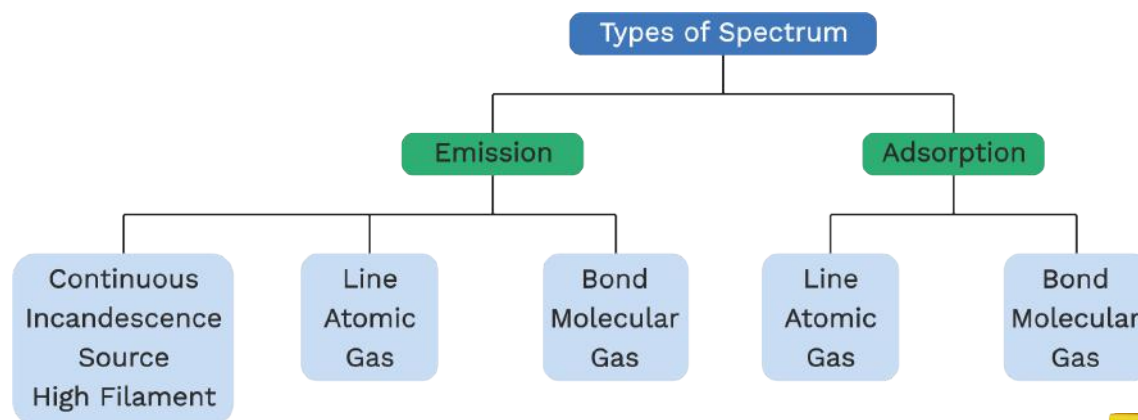 Types of Spectrum
Emission
Adsorption
Continuous
Incandescence
Source
High Filament
Line
Atomic
Gas
Bond
Molecular
Gas
Line
Atomic
Gas
Bond
Molecular
Gas